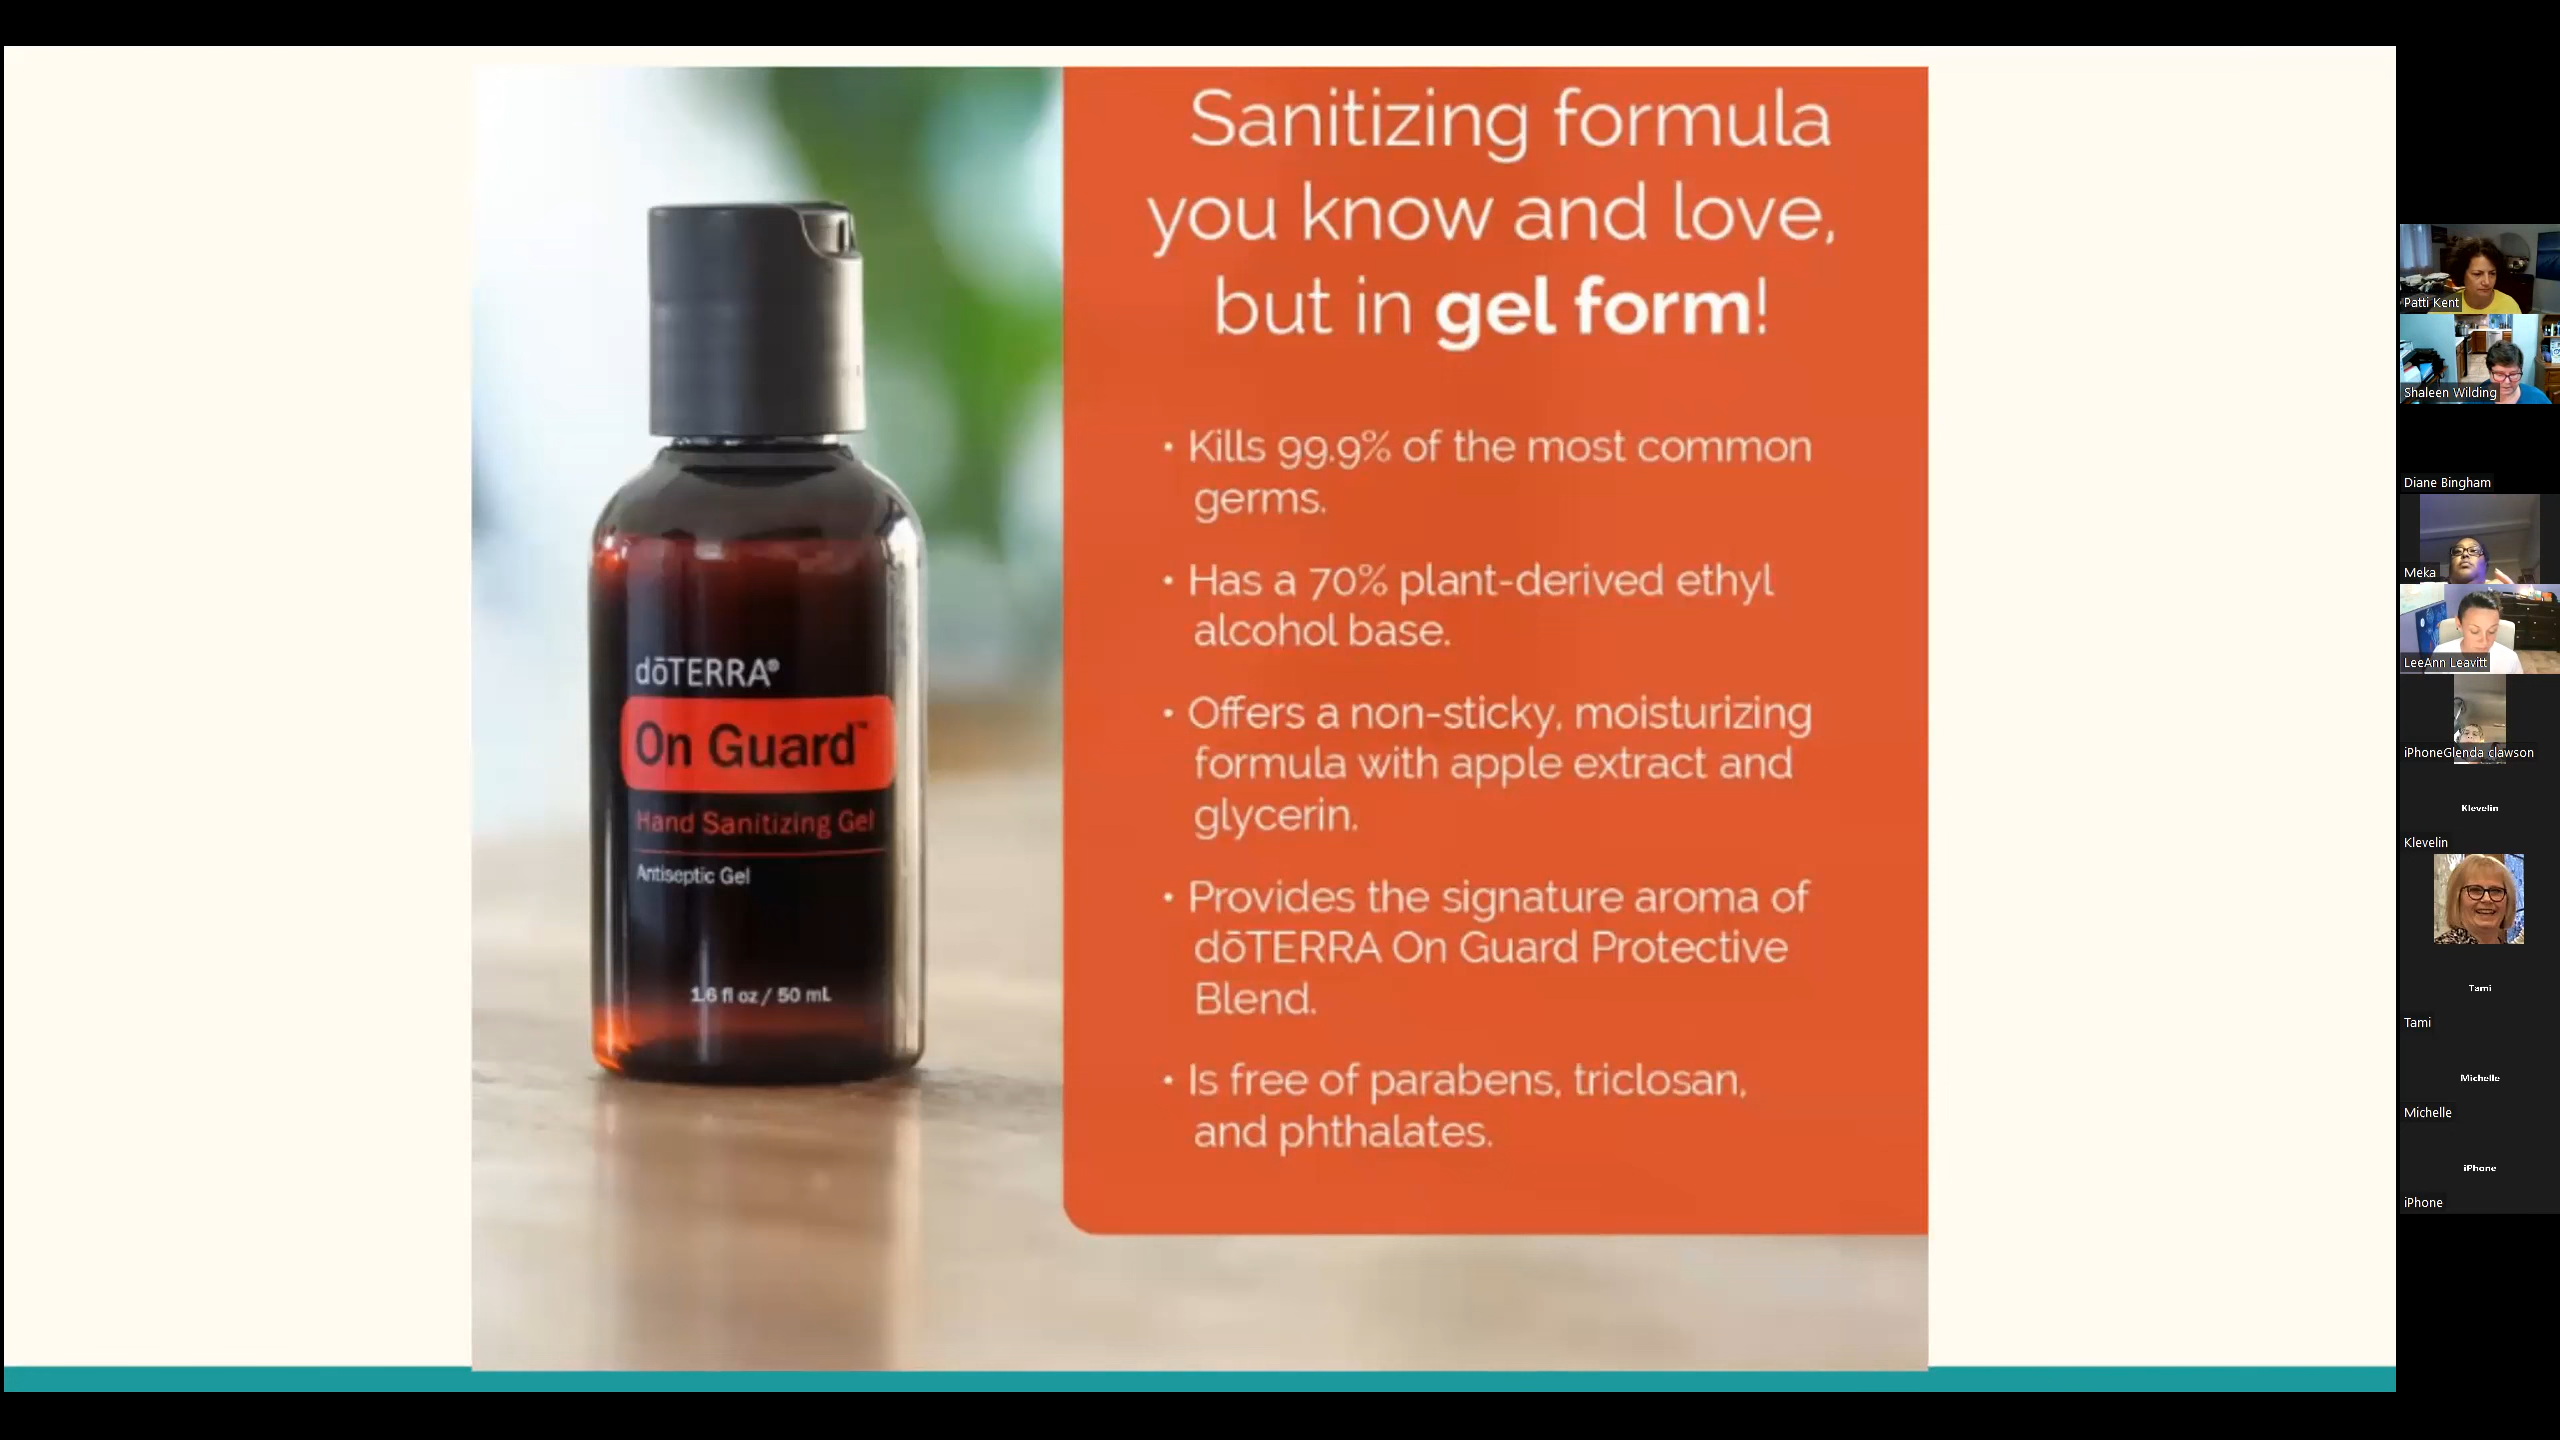 Sanitizing formula
you know and love,
but in gel form!
• Kills 99.9% of the most common
germs.
• Has a 70% plant-derived ethyl
alcohol base.
• Offers a non-sticky, moisturizing
formula with apple extract and
glycerin.
• Provides the signature aroma of
dōTERRA On Guard Protective
Blend.
• Is free of parabens, triclosan,
and phthalates.
dōTERRA®
On Guard™
Hand Sanitizing Gel
Antiseptic Gel
1.6 fl oz / 50 mL
Patti Kent
Shaleen Wilding
Diane Bingham
Meka
LeeAnn Leavitt
iPhoneGlenda clawson
Klevelin
Klevelin
Tami
Tami
Michelle
Michelle
iPhone
iPhone